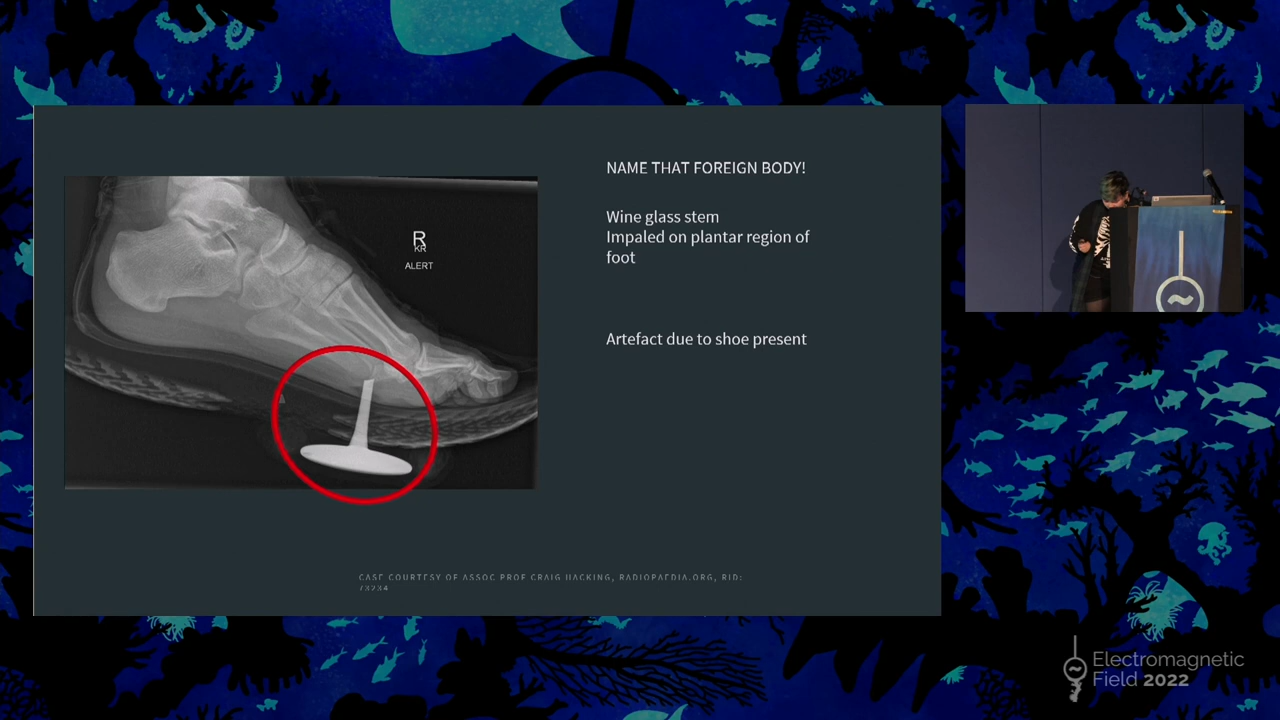 NAME THAT FOREIGN BODY!
Wine glass stem
Impaled on plantar region of
foot
Artefact due to shoe present
R
KR
ALERT
CASE COURTESY OF ASSOC PROF CRAIG HACKING, RADIOPAEDIA.ORG, RID:
Electromagnetic
Field 2022